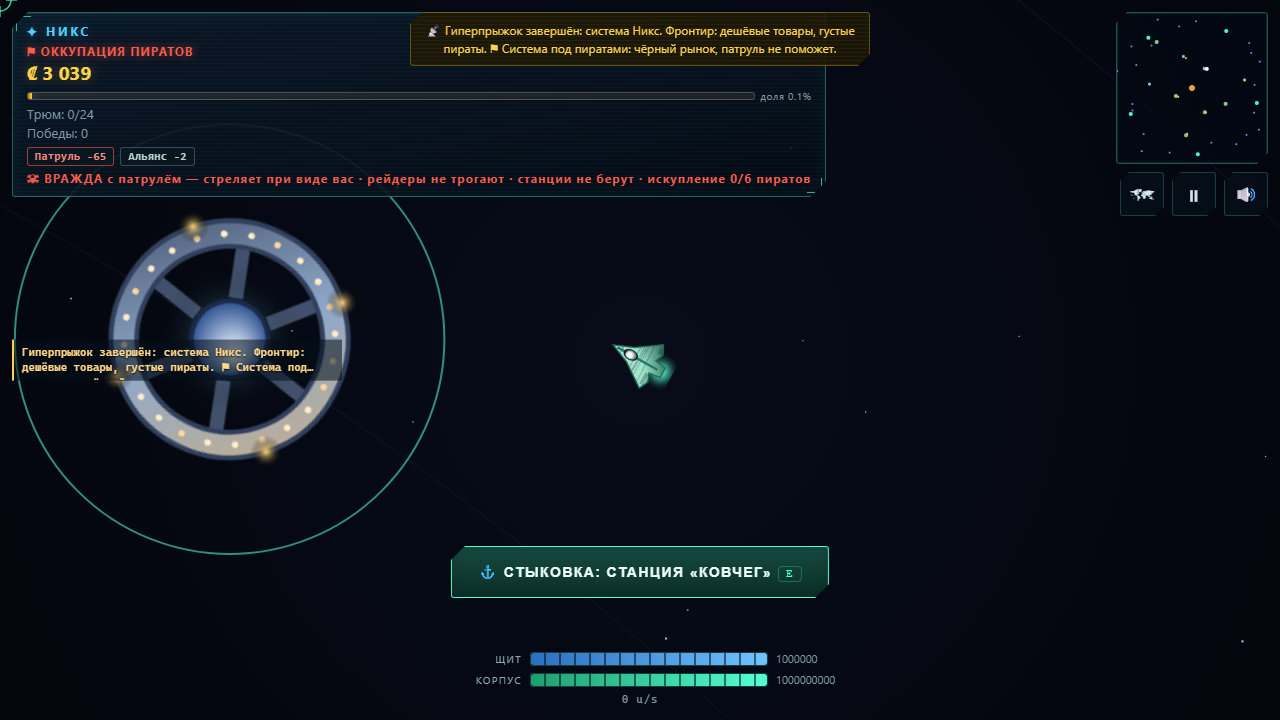 ✦ НИКС
⚑ ОККУПАЦИЯ ПИРАТОВ
₡ 3 039
доля 0.1%
Трюм: 0/24
Победы: 0
Патруль -65 Альянс -2
☠ ВРАЖДА с патрулём — стреляет при виде вас · рейдеры не трогают · станции не берут · искупление 0/6 пиратов
Гиперпрыжок завершён: система Никс. Фронтир: дешёвые товары, густые
пираты. ⚑ Система под пиратами: чёрный рынок, патруль не поможет.
Гиперпрыжок завершён: система Никс. Фронтир:
дешёвые товары, густые пираты. ⚑ Система под…
⚓ СТЫКОВКА: СТАНЦИЯ «КОВЧЕГ» E
ЩИТ 1000000
КОРПУС 1000000000
0 u/s